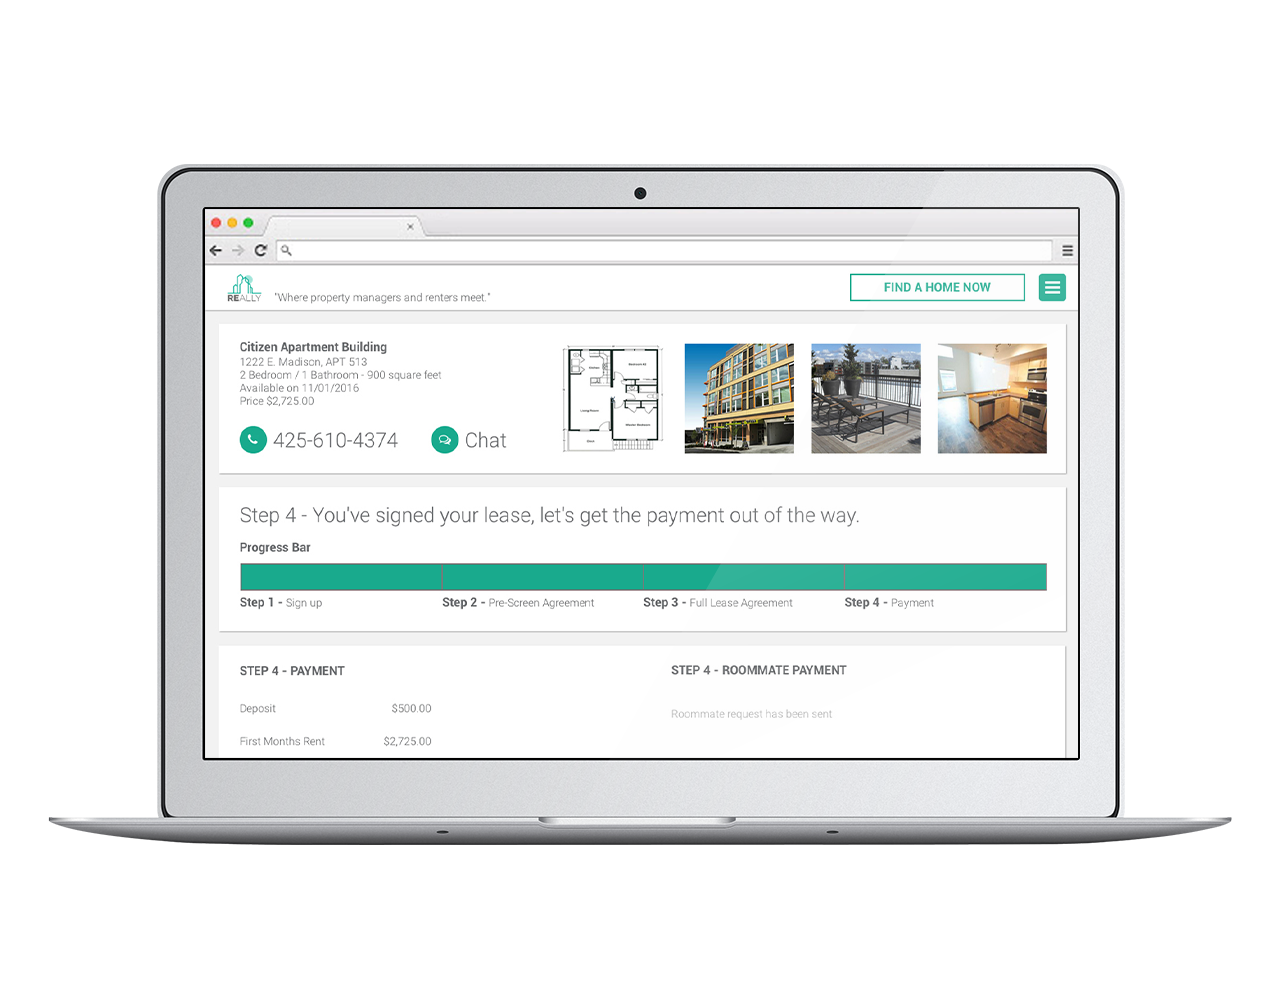 REALLY
"Where property managers and renters meet."
FIND A HOME NOW
Citizen Apartment Building
1222 E. Madison, APT 513
2 Bedroom / 1 Bathroom - 900 square feet
Available on 11/01/2016
Price $2,725.00
425-610-4374
Chat
Step 4 - You've signed your lease, let's get the payment out of the way.
Progress Bar
Step 1 - Sign up
Step 2 - Pre-Screen Agreement
Step 3 - Full Lease Agreement
Step 4 - Payment
STEP 4 - PAYMENT
Deposit $500.00
First Months Rent $2,725.00
STEP 4 - ROOMMATE PAYMENT
Roommate request has been sent